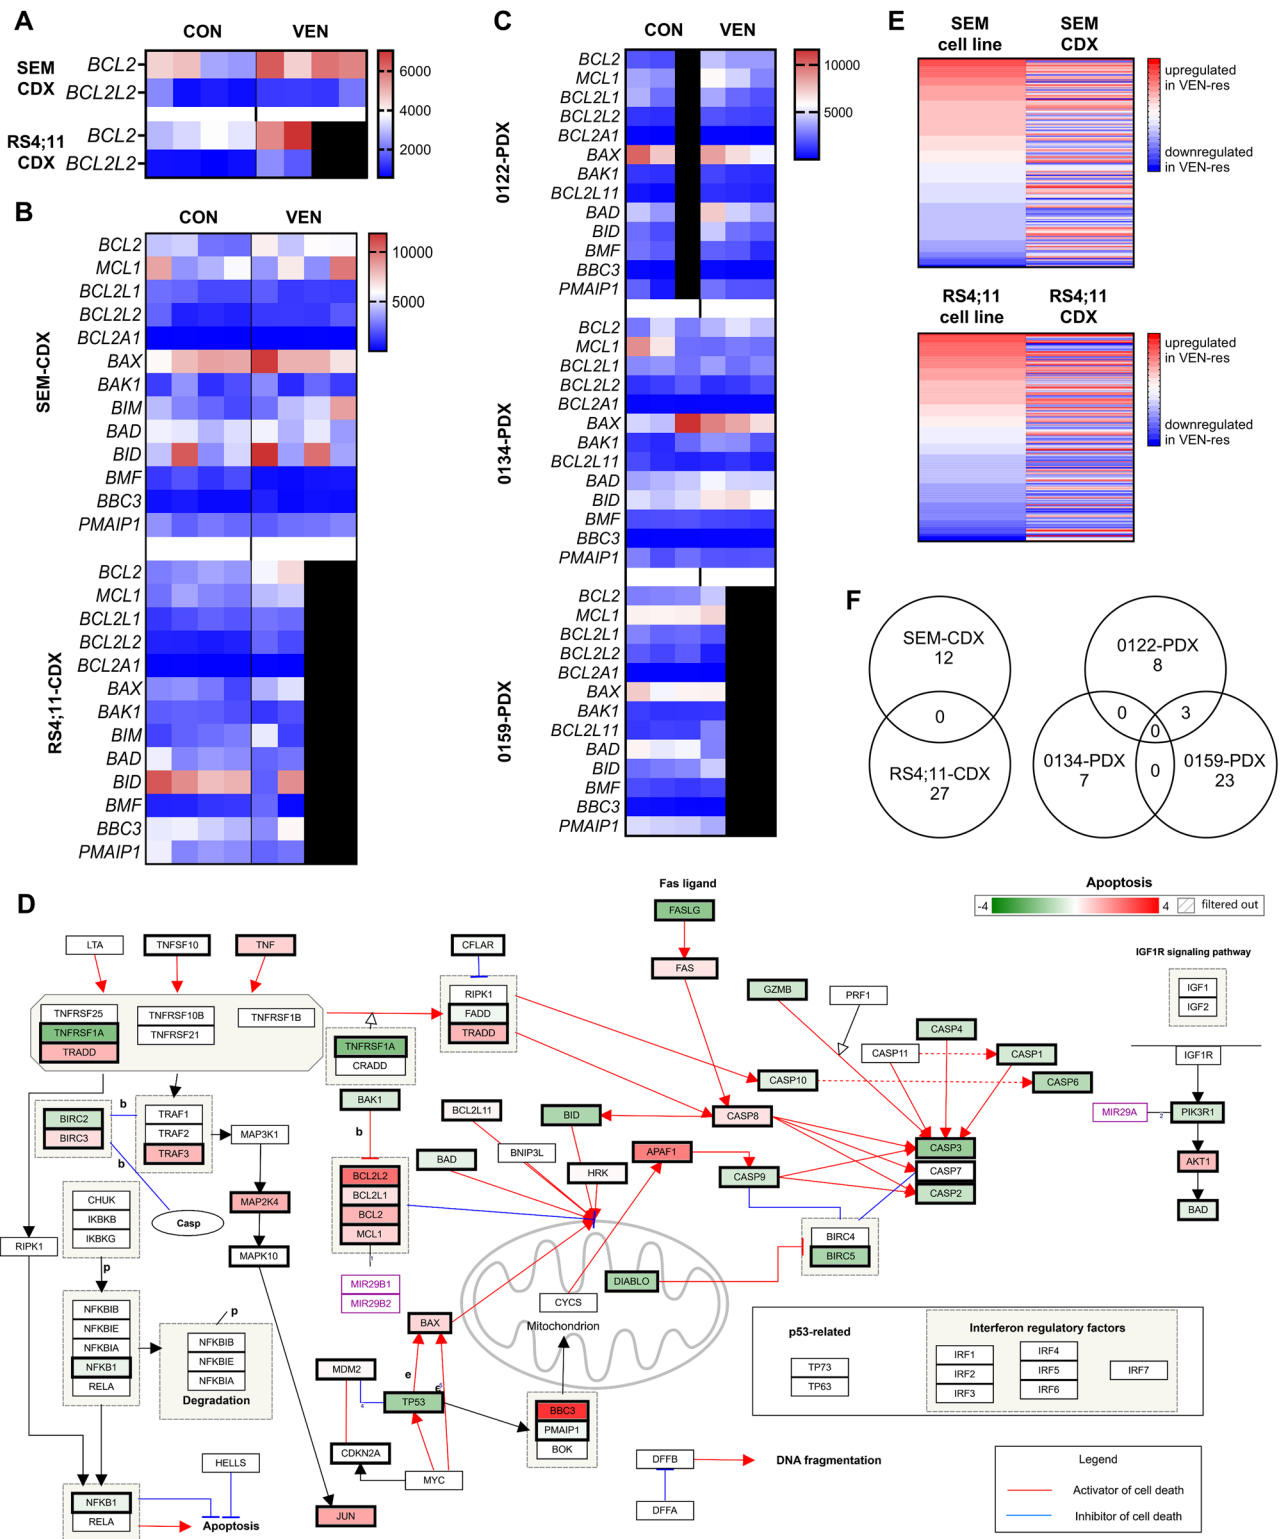 A
CON
VEN
SEM
CDX
BCL2
BCL2L2
RS4;11
CDX
BCL2
BCL2L2
6000
4000
2000
B
CON
VEN
SEM-CDX
BCL2
MCL1
BCL2L1
BCL2L2
BCL2A1
BAX
BAK1
BIM
BAD
BID
BMF
BBC3
PMAIP1
10000
5000
RS4;11-CDX
BCL2
MCL1
BCL2L1
BCL2L2
BCL2A1
BAX
BAK1
BIM
BAD
BID
BMF
BBC3
PMAIP1
C
CON
VEN
0122-PDX
BCL2
MCL1
BCL2L1
BCL2L2
BCL2A1
BAX
BAK1
BCL2L11
BAD
BID
BMF
BBC3
PMAIP1
10000
5000
0134-PDX
BCL2
MCL1
BCL2L1
BCL2L2
BCL2A1
BAX
BAK1
BCL2L11
BAD
BID
BMF
BBC3
PMAIP1
0159-PDX
BCL2
MCL1
BCL2L1
BCL2L2
BCL2A1
BAX
BAK1
BCL2L11
BAD
BID
BMF
BBC3
PMAIP1
E
SEM
cell line
SEM
CDX
upregulated
in VEN-res
downregulated
in VEN-res
RS4;11
cell line
RS4;11
CDX
upregulated
in VEN-res
downregulated
in VEN-res
F
SEM-CDX
12
0
RS4;11-CDX
27
0122-PDX
8
0
3
0
0134-PDX
7
0
0159-PDX
23
D
Fas ligand
Apoptosis
-4
4
filtered out
FASLG
LTA
TNFSF10
TNF
CFLAR
FAS
IGF1R signaling pathway
TNFRSF25
TNFRSF1A
TRADD
TNFRSF10B
TNFRSF21
TNFRSF1B
RIPK1
FADD
TRADD
TNFRSF1A
CRADD
GZMB
PRF1
CASP4
CASP11
CASP1
CASP10
CASP6
IGF1
IGF2
IGF1R
BIRC2
BIRC3
b
b
TRAF1
TRAF2
TRAF3
MAP3K1
BAK1
b
BCL2L11
BID
CASP8
MIR29A
2
PIK3R1
BAD
BNIP3L
HRK
APAF1
CASP9
CASP3
CASP7
CASP2
AKT1
BAD
BCL2L2
BCL2L1
BCL2
MCL1
1
MIR29B1
MIR29B2
CHUK
IKBKB
IKBKG
Casp
MAP2K4
MAPK10
RIPK1
p
BIRC4
BIRC5
DIABLO
CYCS
Mitochondrion
NFKBIB
NFKBIE
NFKBIA
NFKB1
RELA
p
NFKBIB
NFKBIE
NFKBIA
Degradation
BAX
e
MDM2
4
TP53
CDKN2A
MYC
BBC3
PMAIP1
BOK
p53-related
TP73
TP63
Interferon regulatory factors
IRF1
IRF2
IRF3
IRF4
IRF5
IRF6
IRF7
HELLS
NFKB1
RELA
Apoptosis
JUN
DFFB
DNA fragmentation
DFFA
Legend
Activator of cell death
Inhibitor of cell death